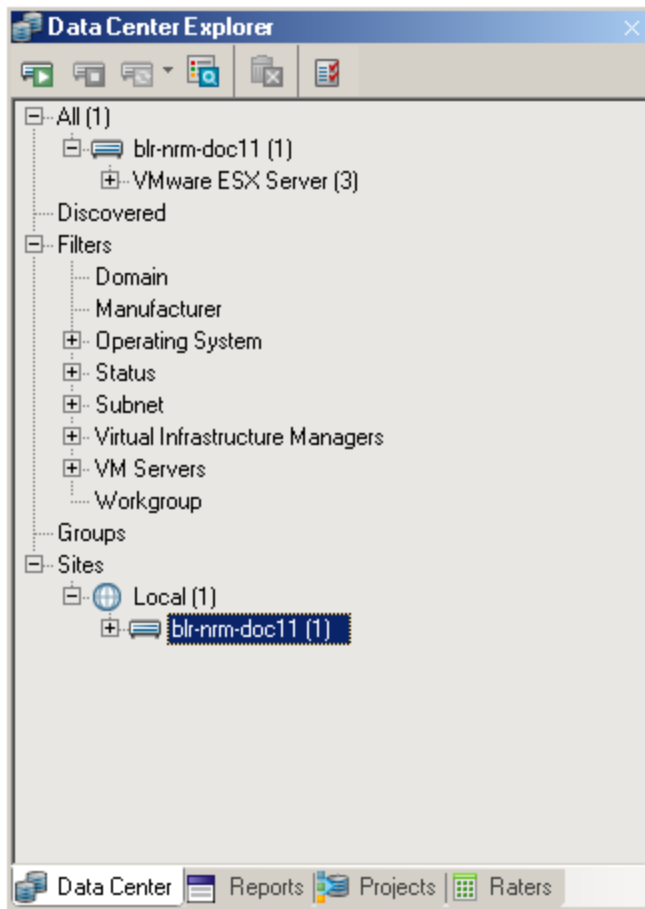 Data Center Explorer
All (1)
blr-nrm-doc11 (1)
VMware ESX Server (3)
Discovered
Filters
Domain
Manufacturer
Operating System
Status
Subnet
Virtual Infrastructure Managers
VM Servers
Workgroup
Groups
Sites
Local (1)
blr-nrm-doc11 (1)
Data Center Reports Projects Raters